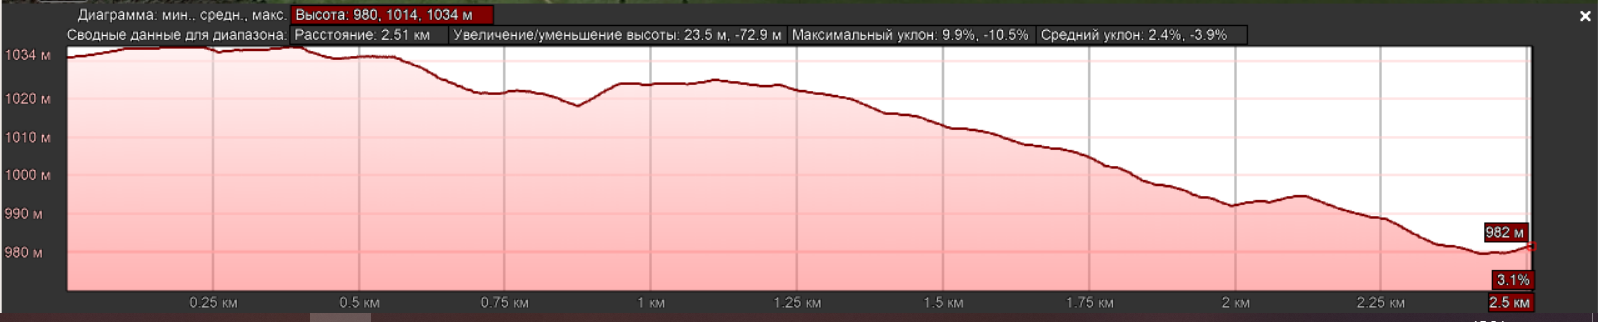 Диаграмма: мин., средн., макс. Высота: 980, 1014, 1034 м
Сводные данные для диапазона: Расстояние: 2.51 км Увеличение/уменьшение высоты: 23.5 м, -72.9 м Максимальный уклон: 9.9%, -10.5% Средний уклон: 2.4%, -3.9%
1034 м
1020 м
1010 м
1000 м
990 м
982 м
980 м
3.1%
0.25 км 0.5 км 0.75 км 1 км 1.25 км 1.5 км 1.75 км 2 км 2.25 км 2.5 км